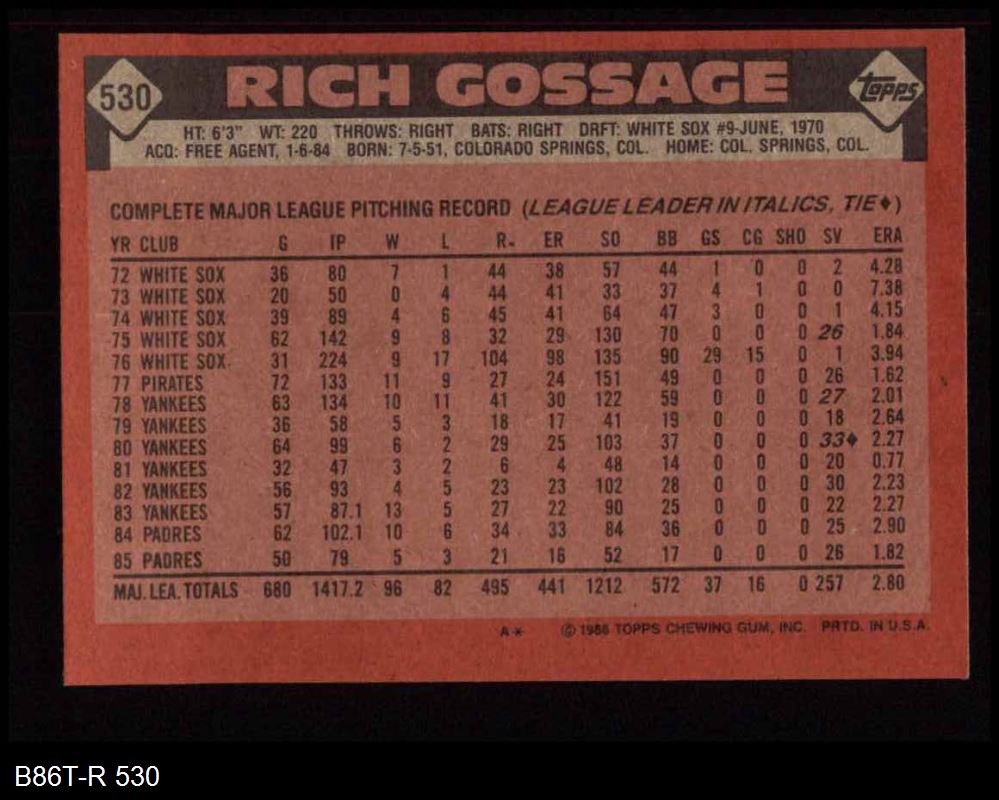 530 RICH GOSSAGE topps
HT: 6'3" WT: 220 THROWS: RIGHT BATS: RIGHT DRFT: WHITE SOX #9-JUNE, 1970
ACQ: FREE AGENT, 1-6-84 BORN: 7-5-51, COLORADO SPRINGS, COL. HOME: COL. SPRINGS, COL.
COMPLETE MAJOR LEAGUE PITCHING RECORD (LEAGUE LEADER IN ITALICS, TIE♦)
YR CLUB G IP W L R. ER SO BB GS CG SHO SV ERA
72 WHITE SOX 36 80 7 1 44 38 57 44 1 0 0 2 4.28
73 WHITE SOX 20 50 0 4 44 41 33 37 4 1 0 0 7.38
74 WHITE SOX 39 89 4 6 45 41 64 47 3 0 0 1 4.15
75 WHITE SOX 62 142 9 8 32 29 130 70 0 0 0 26 1.84
76 WHITE SOX 31 224 9 17 104 98 135 90 29 15 0 1 3.94
77 PIRATES 72 133 11 9 27 24 151 49 0 0 0 26 1.62
78 YANKEES 63 134 10 11 41 30 122 59 0 0 0 27 2.01
79 YANKEES 36 58 5 3 18 17 41 19 0 0 0 18 2.64
80 YANKEES 64 99 6 2 29 25 103 37 0 0 0 33♦ 2.27
81 YANKEES 32 47 3 2 6 4 48 14 0 0 0 20 0.77
82 YANKEES 56 93 4 5 23 23 102 28 0 0 0 30 2.23
83 YANKEES 57 87.1 13 5 27 22 90 25 0 0 0 22 2.27
84 PADRES 62 102.1 10 6 34 33 84 36 0 0 0 25 2.90
85 PADRES 50 79 5 3 21 16 52 17 0 0 0 26 1.82
MAJ. LEA. TOTALS 680 1417.2 96 82 495 441 1212 572 37 16 0 257 2.80
A* © 1986 TOPPS CHEWING GUM, INC. PRTD. IN U.S.A.
B86T-R 530